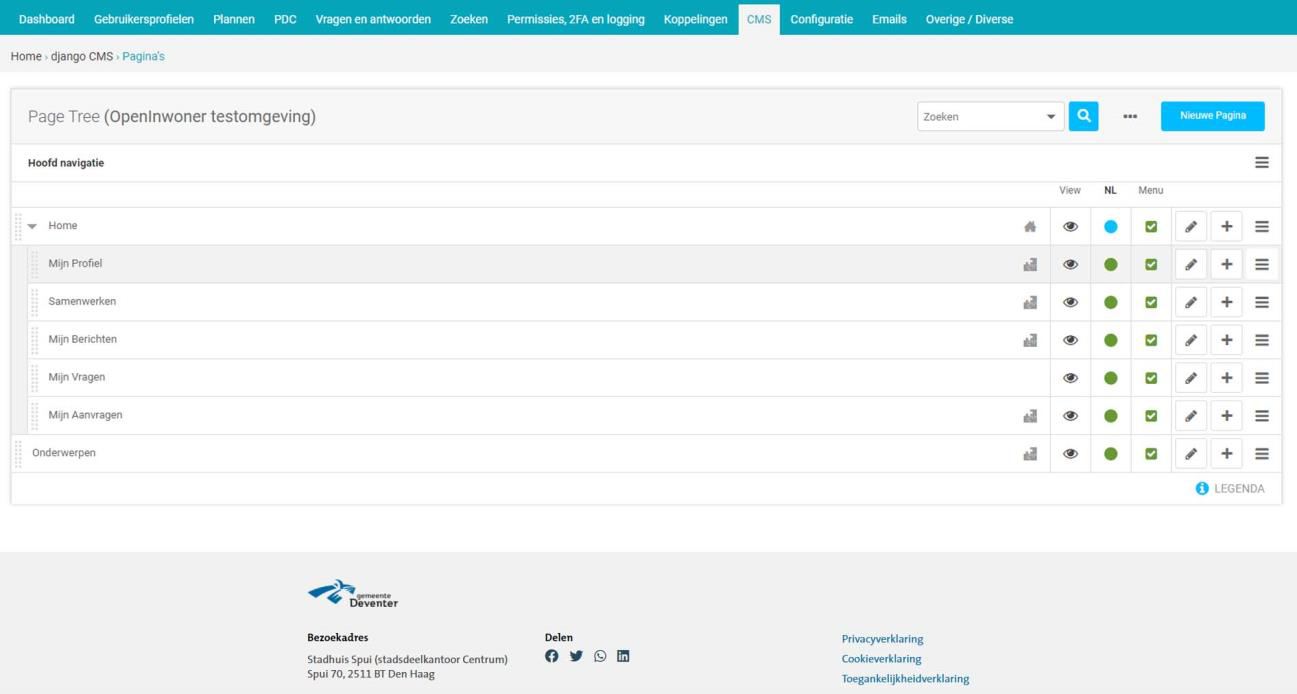 Dashboard Gebruikersprofielen Plannen PDC Vragen en antwoorden Zoeken Permissies, 2FA en logging Koppelingen CMS Configuratie Emails Overige / Diverse
Home › django CMS › Pagina's
Page Tree (OpenInwoner testomgeving) Zoeken Nieuwe Pagina
Hoofd navigatie
View NL Menu
Home
Mijn Profiel
Samenwerken
Mijn Berichten
Mijn Vragen
Mijn Aanvragen
Onderwerpen
LEGENDA
gemeente
Deventer
Bezoekadres Delen Privacyverklaring
Stadhuis Spui (stadsdeelkantoor Centrum) Cookieverklaring
Spui 70, 2511 BT Den Haag Toegankelijkheidverklaring